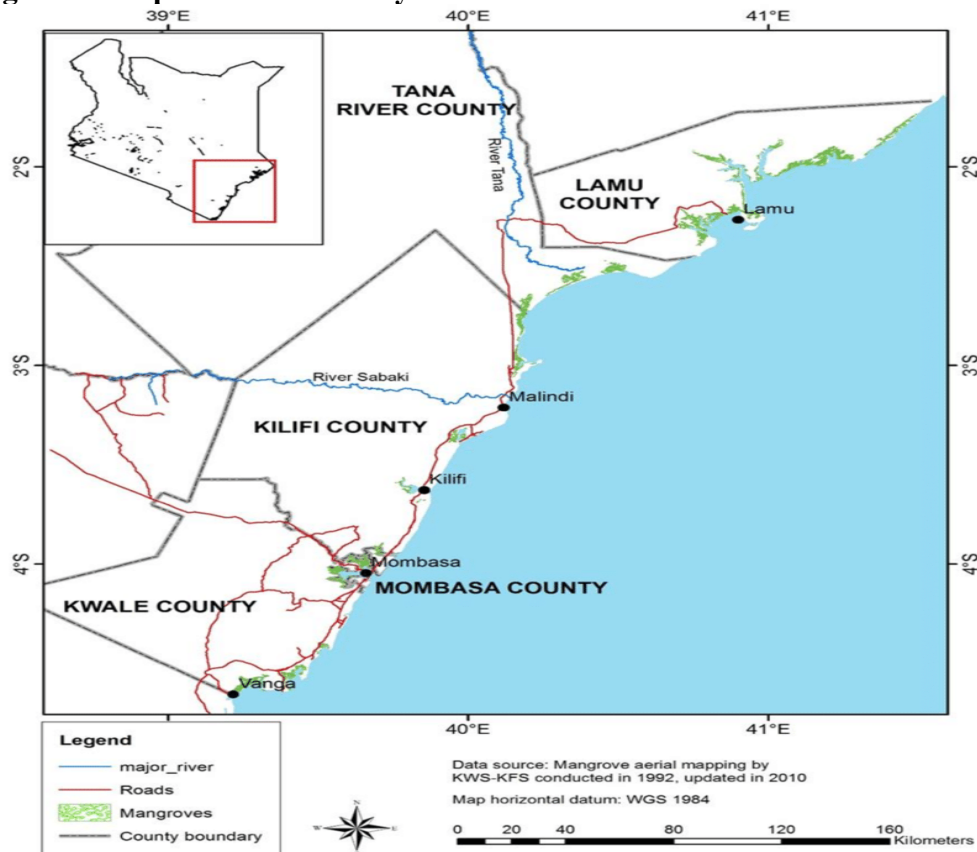 39°E 40°E 41°E
TANA
RIVER COUNTY
River Tana
2°S 2°S
LAMU
COUNTY
Lamu
3°S 3°S
River Sabaki
Malindi
KILIFI COUNTY
Kilifi
4°S 4°S
Mombasa
MOMBASA COUNTY
KWALE COUNTY
Vanga
39°E 40°E 41°E
Legend
major_river
Roads
Mangroves
County boundary
N
W E
S
Data source: Mangrove aerial mapping by
KWS-KFS conducted in 1992, updated in 2010
Map horizontal datum: WGS 1984
0 20 40 80 120 160
Kilometers